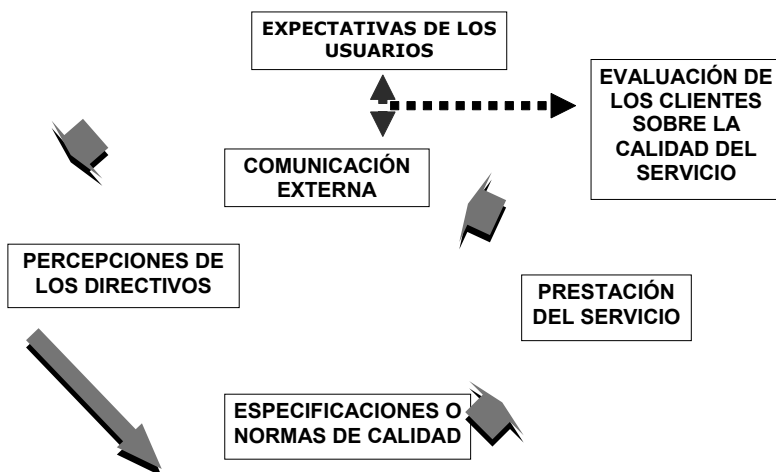 EXPECTATIVAS DE LOS
USUARIOS
EVALUACIÓN DE
LOS CLIENTES
SOBRE LA
CALIDAD DEL
SERVICIO
COMUNICACIÓN
EXTERNA
PERCEPCIONES DE
LOS DIRECTIVOS
PRESTACIÓN
DEL SERVICIO
ESPECIFICACIONES O
NORMAS DE CALIDAD